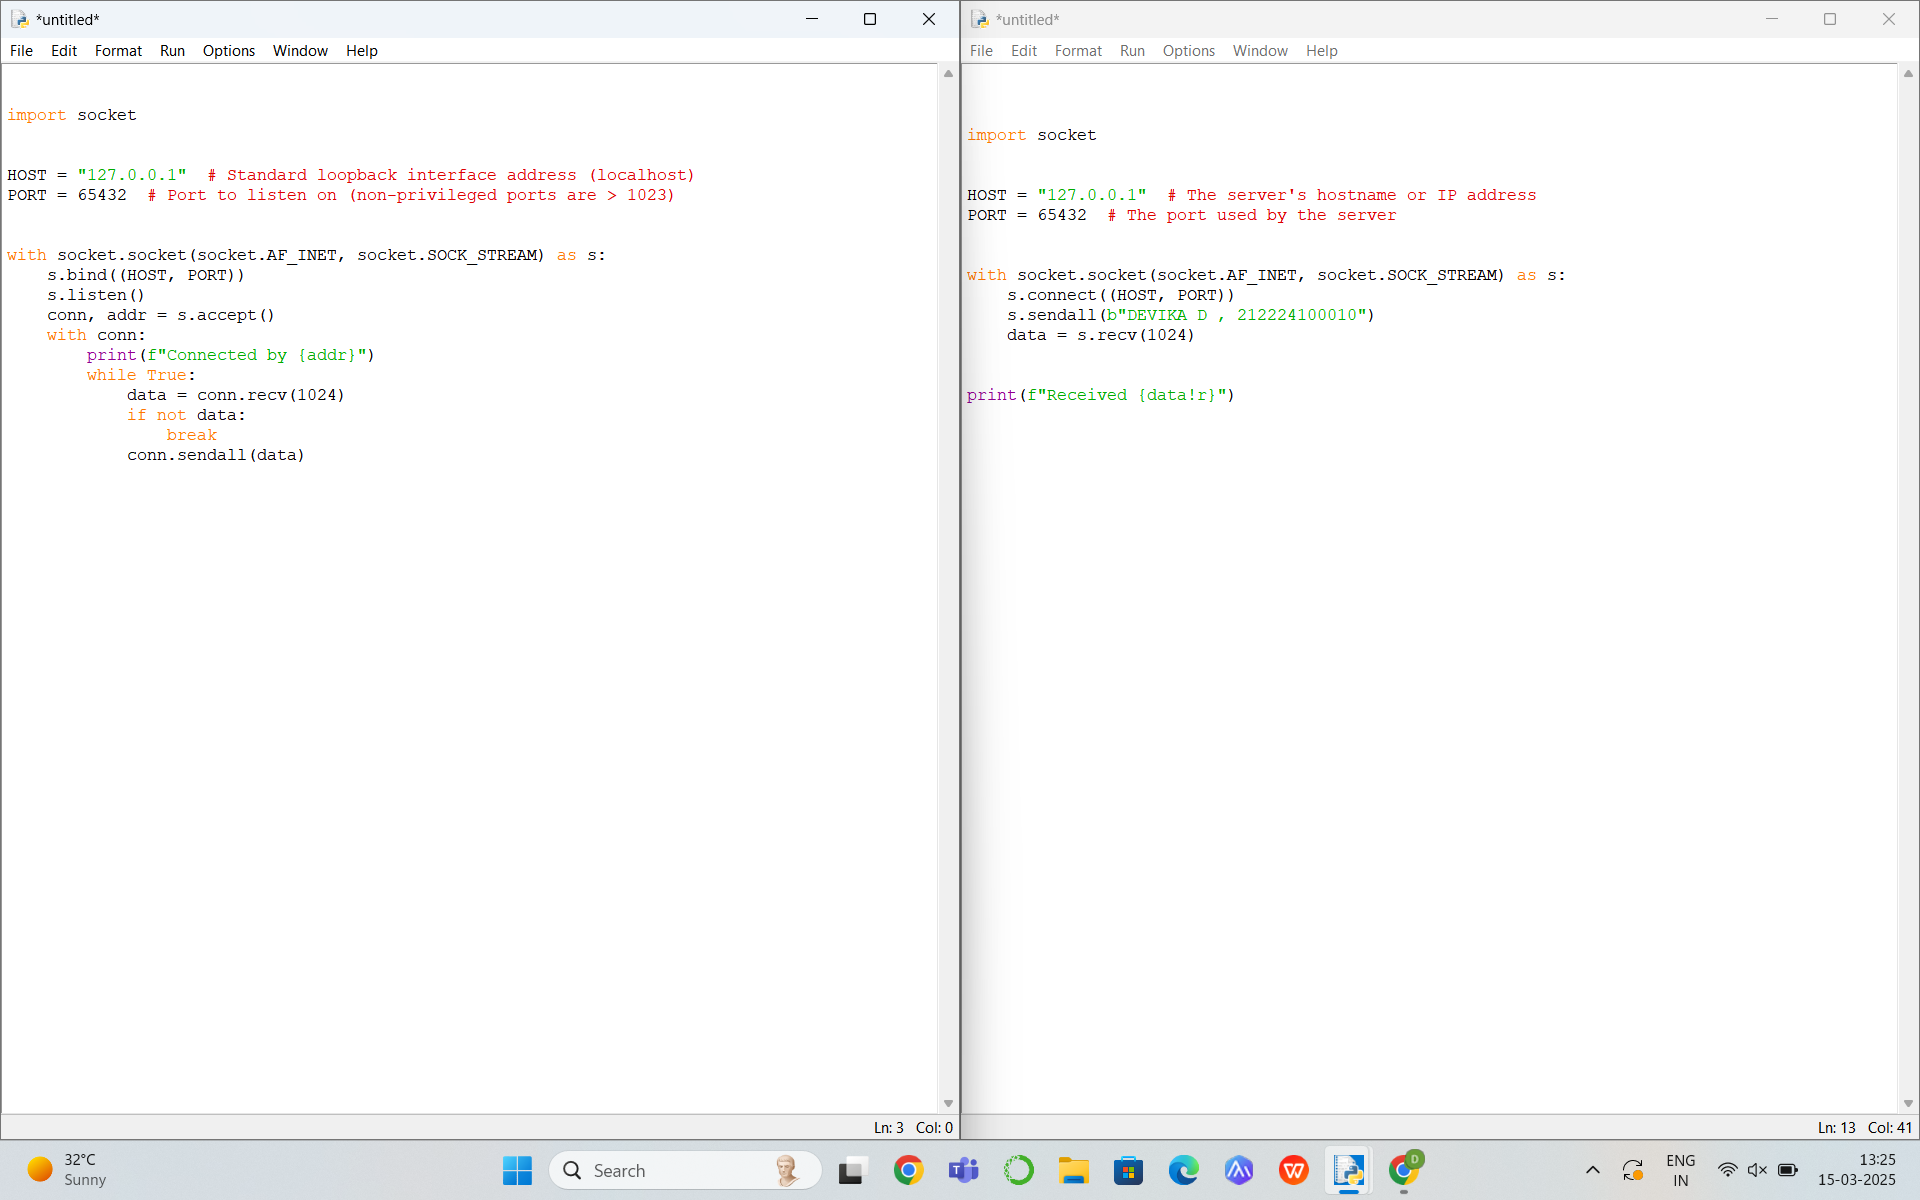 *untitled*
File Edit Format Run Options Window Help
import socket
HOST = "127.0.0.1"  # Standard loopback interface address (localhost)
PORT = 65432  # Port to listen on (non-privileged ports are > 1023)
with socket.socket(socket.AF_INET, socket.SOCK_STREAM) as s:
    s.bind((HOST, PORT))
    s.listen()
    conn, addr = s.accept()
    with conn:
        print(f"Connected by {addr}")
        while True:
            data = conn.recv(1024)
            if not data:
                break
            conn.sendall(data)
Ln: 3 Col: 0
*untitled*
File Edit Format Run Options Window Help
import socket
HOST = "127.0.0.1"  # The server's hostname or IP address
PORT = 65432  # The port used by the server
with socket.socket(socket.AF_INET, socket.SOCK_STREAM) as s:
    s.connect((HOST, PORT))
    s.sendall(b"DEVIKA D , 212224100010")
    data = s.recv(1024)
print(f"Received {data!r}")
Ln: 13 Col: 41
32°C
Sunny
Search
D
ENG
IN
13:25
15-03-2025